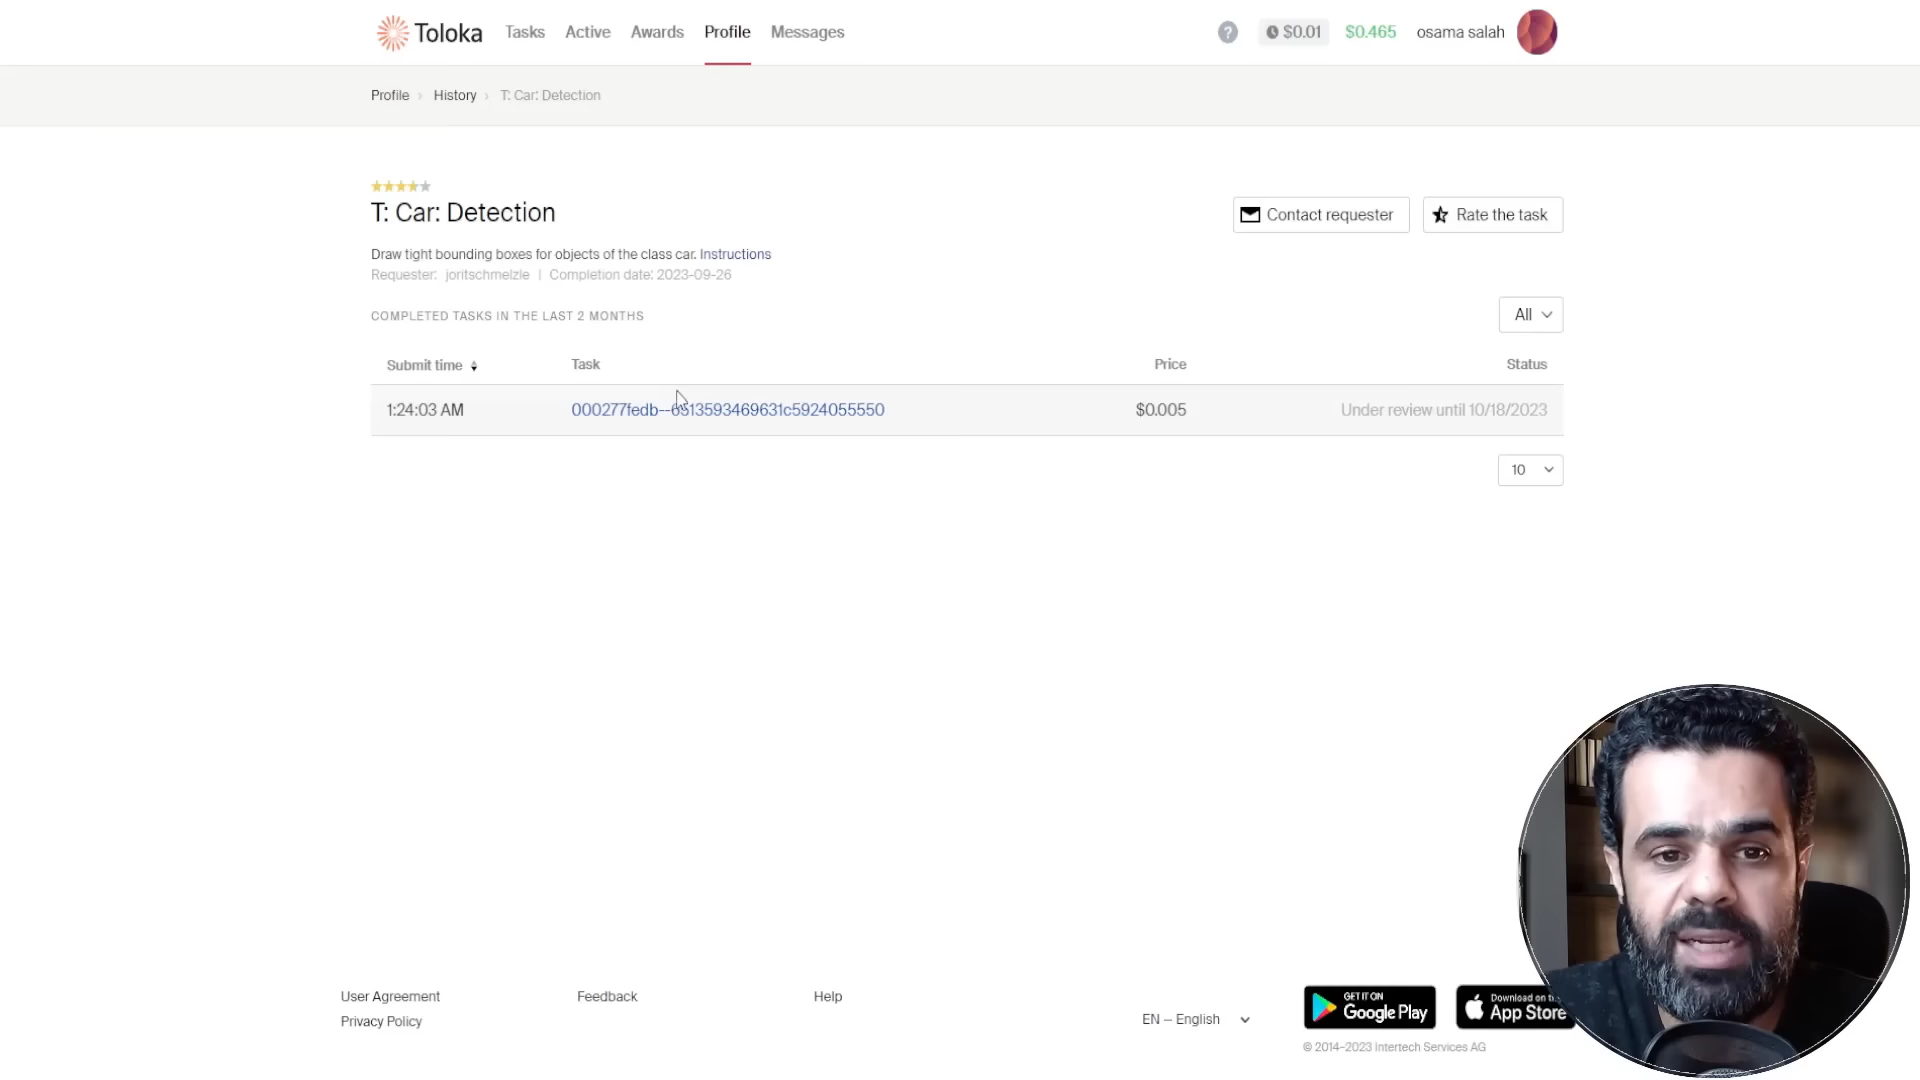 Toloka Tasks Active Awards Profile Messages ? $0.01 $0.465 osama salah
Profile › History › T: Car: Detection
T: Car: Detection
Contact requester Rate the task
Draw tight bounding boxes for objects of the class car. Instructions
Requester: joritschmelzle | Completion date: 2023-09-26
COMPLETED TASKS IN THE LAST 2 MONTHS
All
Submit time Task Price Status
1:24:03 AM 000277fedb--6513593469631c5924055550 $0.005 Under review until 10/18/2023
10
User Agreement Feedback Help
Privacy Policy
EN – English
GET IT ON
Google Play
Download on
App Store
© 2014–2023 Intertech Services AG